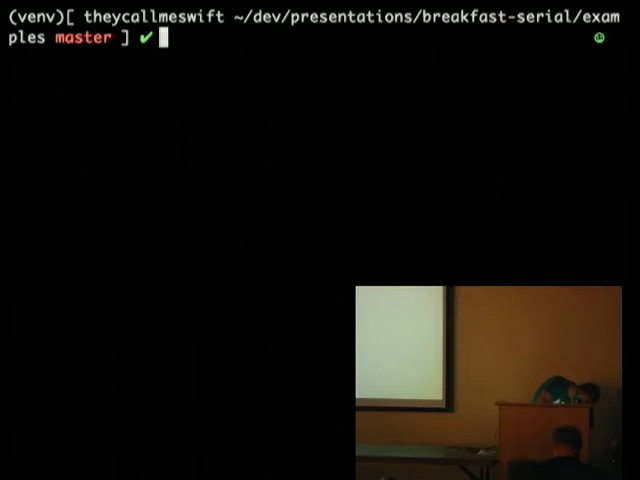 (venv)[ theycallmeswift ~/dev/presentations/breakfast-serial/exam
ples master ] ✔